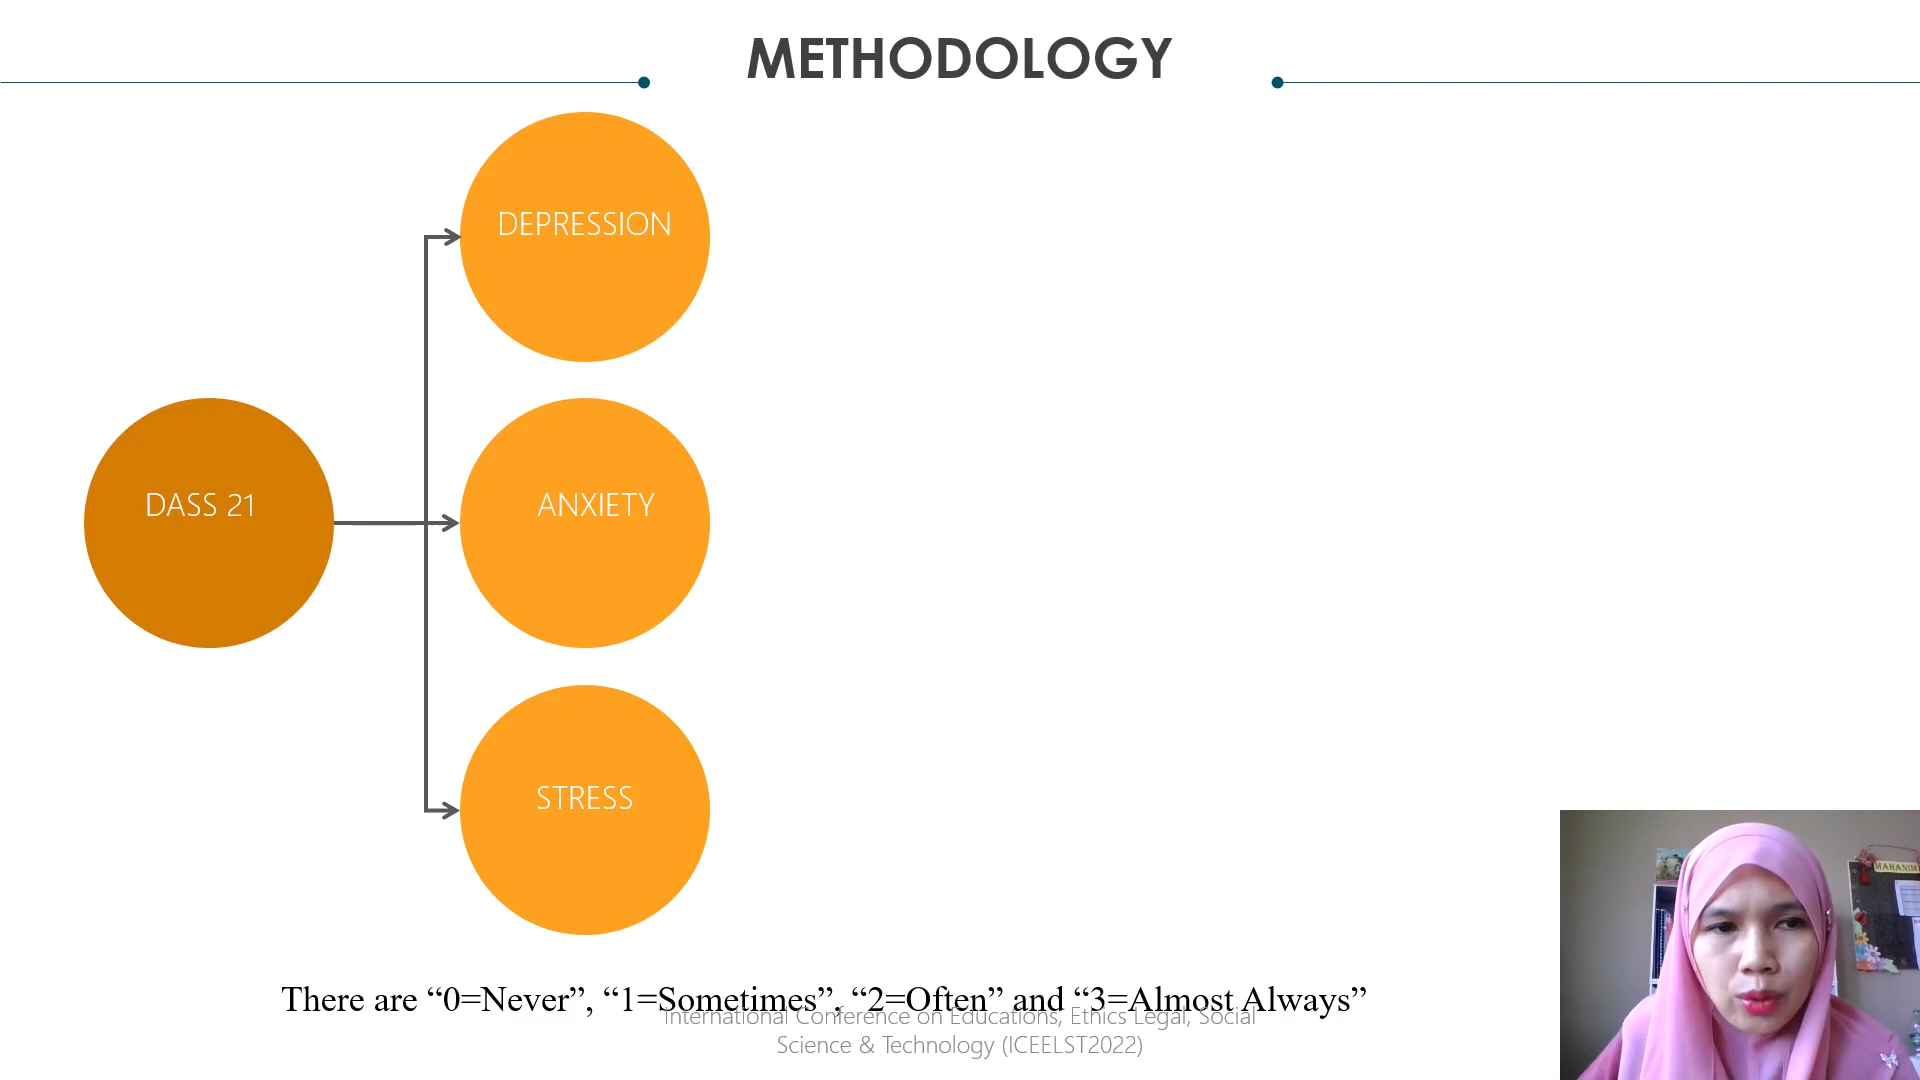 METHODOLOGY
DEPRESSION
DASS 21
ANXIETY
STRESS
There are “0=Never”, “1=Sometimes”, “2=Often” and “3=Almost Always”
International Conference on Educations, Ethics Legal, Social
Science & Technology (ICEELST2022)
MAHANIM